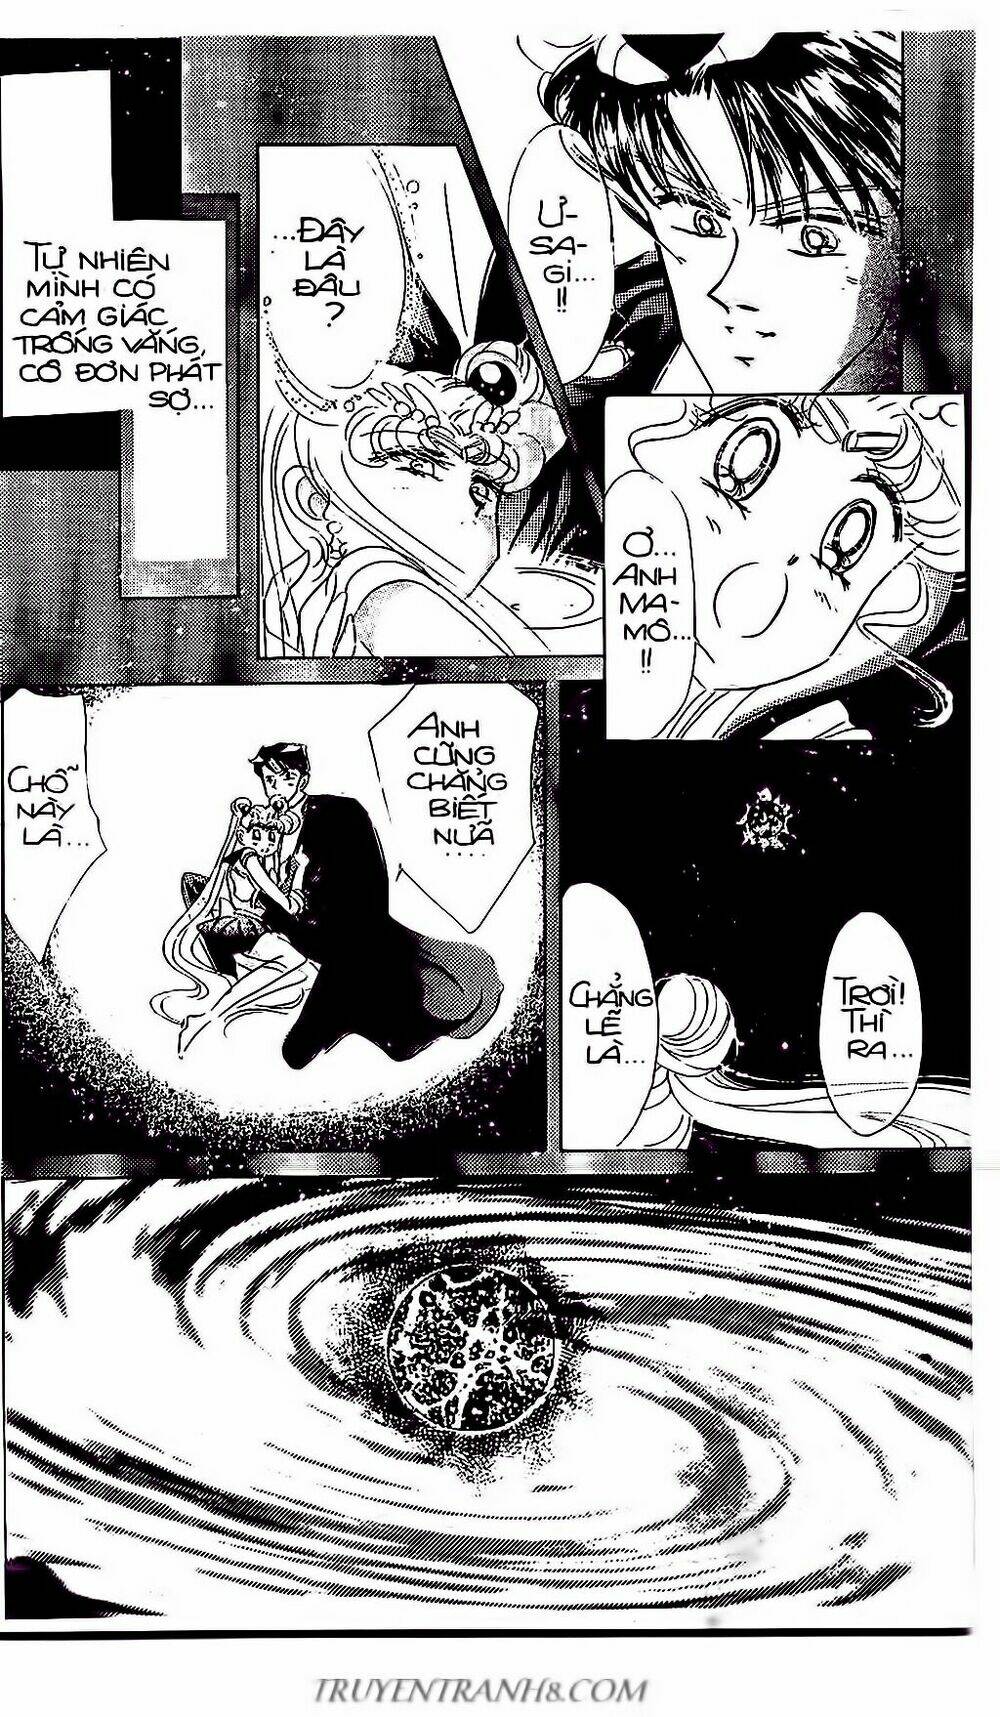 Ư-
SA-
GI...
!!
Ơ...
ANH
MA-
MÔ...
!!
...ĐÂY
LÀ
ĐÂU
?
TỰ NHIÊN
MÌNH CÓ
CẢM GIÁC
TRỐNG VẮNG,
CÔ ĐƠN PHÁT
SỢ...
ANH
CŨNG
CHẲNG
BIẾT
NỮA
....
CHỖ
NÀY
LÀ...
TRỜI!
THÌ
RA...
CHẲNG
LẼ
LÀ...
TRUYENTRANH8.COM